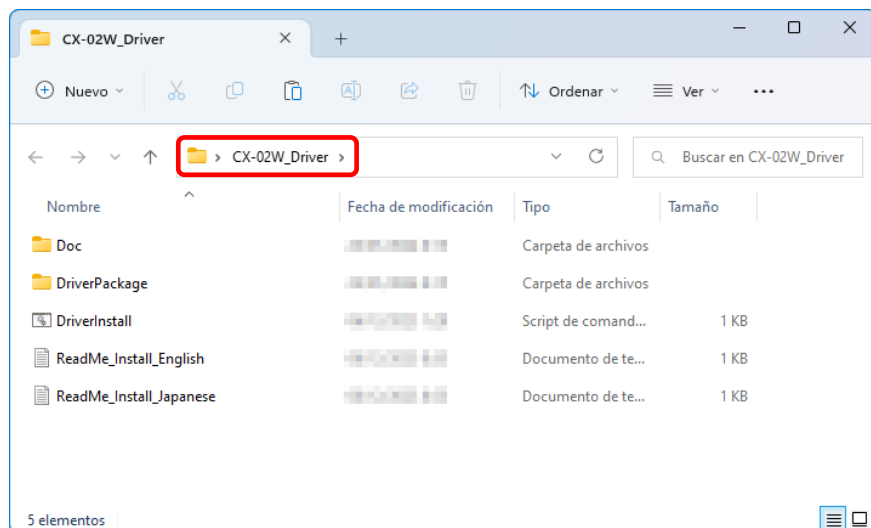 CX-02W_Driver
Nuevo
Ordenar
Ver
CX-02W_Driver
Buscar en CX-02W_Driver
Nombre Fecha de modificación Tipo Tamaño
Doc Carpeta de archivos
DriverPackage Carpeta de archivos
DriverInstall Script de comand... 1 KB
ReadMe_Install_English Documento de te... 1 KB
ReadMe_Install_Japanese Documento de te... 1 KB
5 elementos